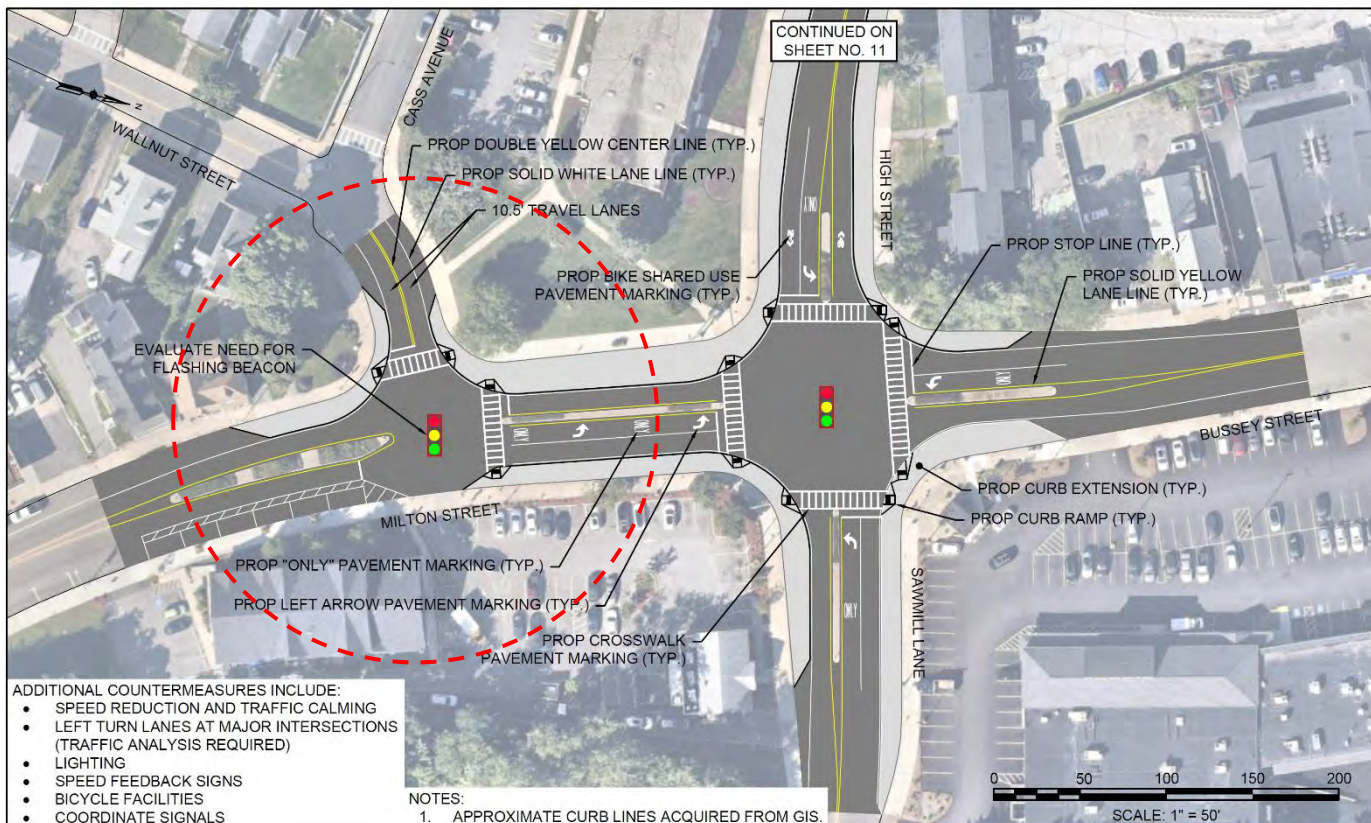 CONTINUED ON
SHEET NO. 11
CASS AVENUE
WALLNUT STREET
N
PROP DOUBLE YELLOW CENTER LINE (TYP.)
PROP SOLID WHITE LANE LINE (TYP.)
10.5' TRAVEL LANES
HIGH STREET
ONLY
PROP STOP LINE (TYP.)
PROP BIKE SHARED USE
PAVEMENT MARKING (TYP.)
PROP SOLID YELLOW
LANE LINE (TYP.)
EVALUATE NEED FOR
FLASHING BEACON
ONLY
BUSSEY STREET
ONLY
ONLY
PROP CURB EXTENSION (TYP.)
MILTON STREET
PROP CURB RAMP (TYP.)
PROP "ONLY" PAVEMENT MARKING (TYP.)
SAWMILL LANE
PROP LEFT ARROW PAVEMENT MARKING (TYP.)
ONLY
PROP CROSSWALK
PAVEMENT MARKING (TYP.)
ADDITIONAL COUNTERMEASURES INCLUDE:
• SPEED REDUCTION AND TRAFFIC CALMING
• LEFT TURN LANES AT MAJOR INTERSECTIONS
(TRAFFIC ANALYSIS REQUIRED)
• LIGHTING
• SPEED FEEDBACK SIGNS
• BICYCLE FACILITIES
• COORDINATE SIGNALS
NOTES:
1. APPROXIMATE CURB LINES ACQUIRED FROM GIS.
0 50 100 150 200
SCALE: 1" = 50'